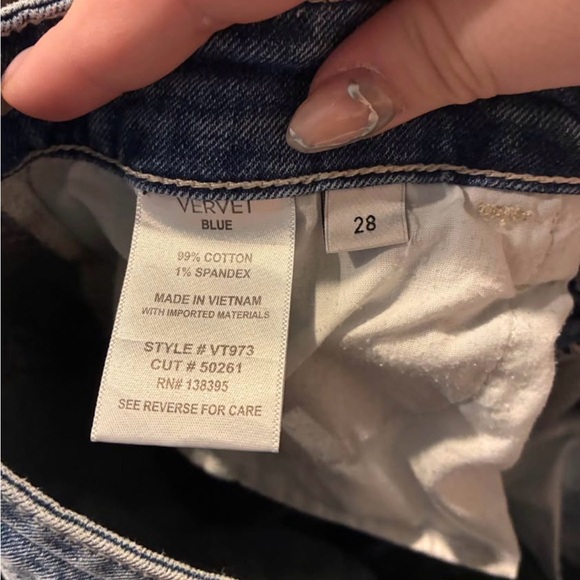 VERVET
BLUE
99% COTTON
1% SPANDEX
MADE IN VIETNAM
WITH IMPORTED MATERIALS
STYLE # VT973
CUT # 50261
RN# 138395
SEE REVERSE FOR CARE
28